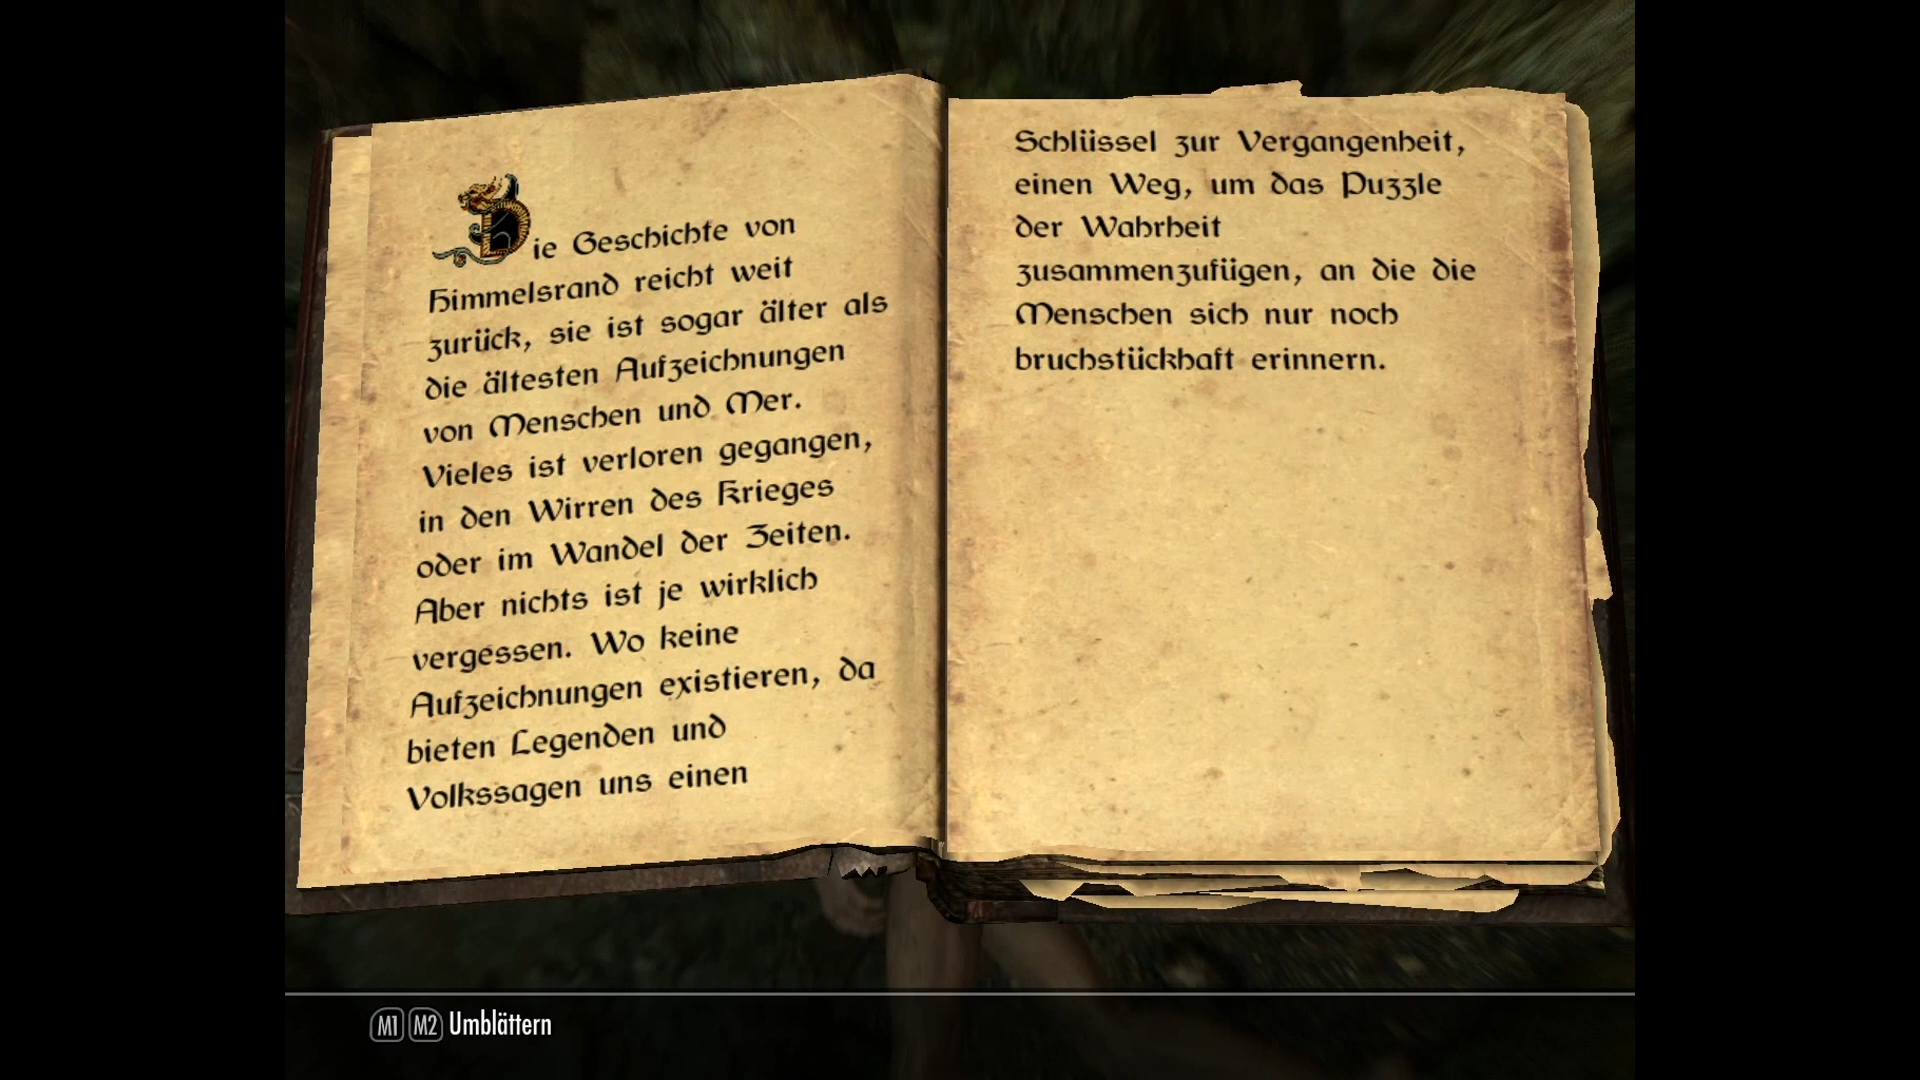 Die Geschichte von
Himmelsrand reicht weit
zurück, sie ist sogar älter als
die ältesten Aufzeichnungen
von Menschen und Mer.
Vieles ist verloren gegangen,
in den Wirren des Krieges
oder im Wandel der Zeiten.
Aber nichts ist je wirklich
vergessen. Wo keine
Aufzeichnungen existieren, da
bieten Legenden und
Volkssagen uns einen
Schlüssel zur Vergangenheit,
einen Weg, um das Puzzle
der Wahrheit
zusammenzufügen, an die die
Menschen sich nur noch
bruchstückhaft erinnern.
M1 M2 Umblättern